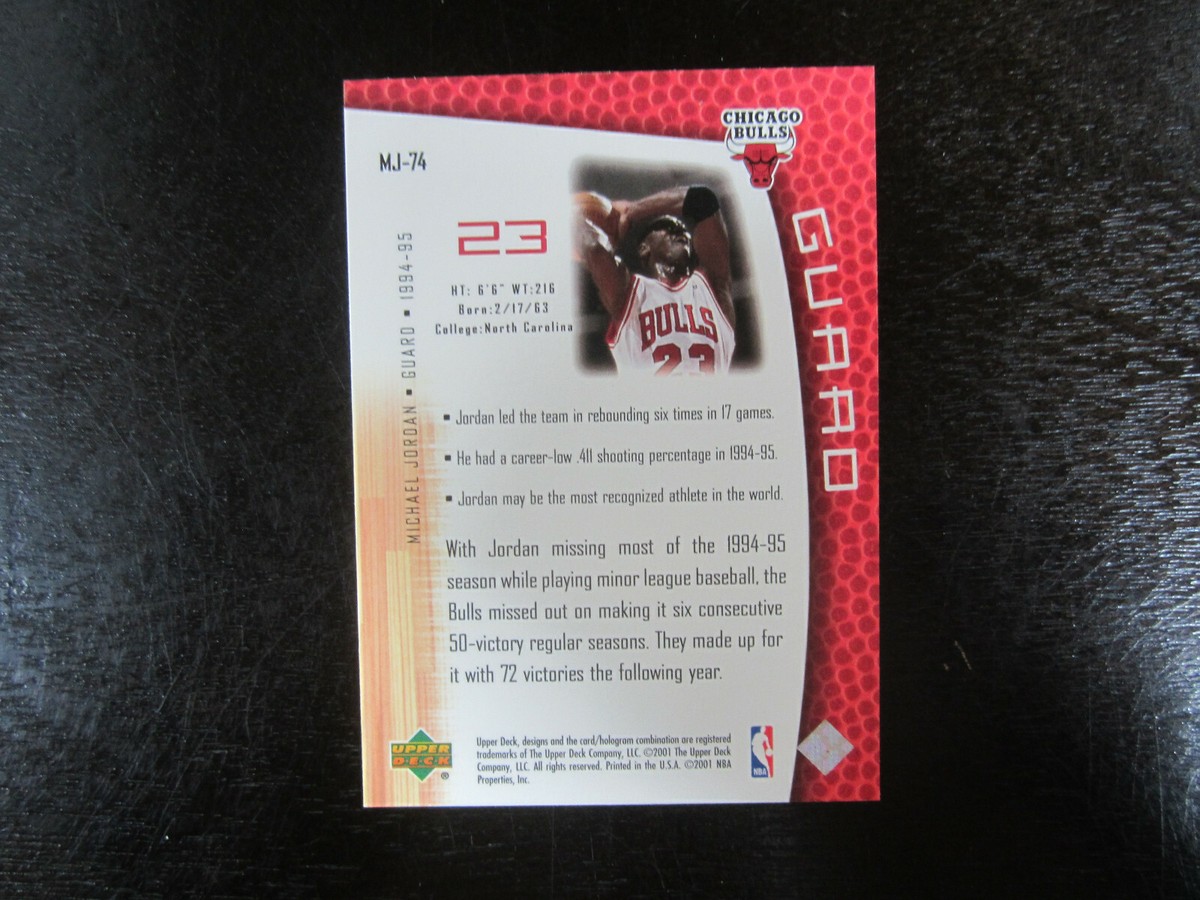 CHICAGO
BULLS
MJ-74
23
HT: 6'6" WT:216
Born:2/17/63
College:North Carolina
BULLS
23
GUARD
MICHAEL JORDAN ▪ GUARD ▪ 1994-95
▪ Jordan led the team in rebounding six times in 17 games.
▪ He had a career-low .411 shooting percentage in 1994-95.
▪ Jordan may be the most recognized athlete in the world.
With Jordan missing most of the 1994-95
season while playing minor league baseball, the
Bulls missed out on making it six consecutive
50-victory regular seasons. They made up for
it with 72 victories the following year.
UPPER
DECK
®
Upper Deck, designs and the card/hologram combination are registered
trademarks of The Upper Deck Company, LLC. ©2001 The Upper Deck
Company, LLC. All rights reserved. Printed in the U.S.A. ©2001 NBA
Properties, Inc.
NBA